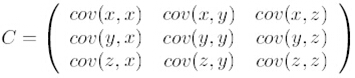 C = ( cov(x, x) cov(x, y) cov(x, z)
cov(y, x) cov(y, y) cov(y, z)
cov(z, x) cov(z, y) cov(z, z) )